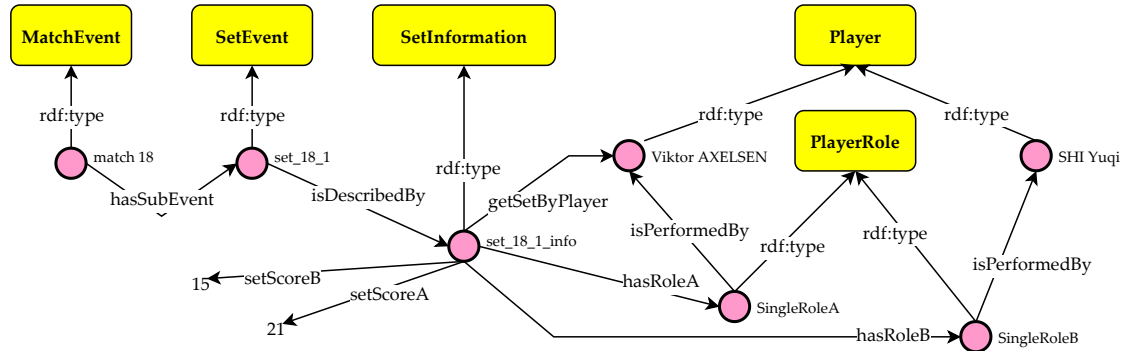 MatchEvent
SetEvent
SetInformation
Player
rdf:type
rdf:type
rdf:type
rdf:type
PlayerRole
match 18
set_18_1
rdf:type
Viktor AXELSEN
SHI Yuqi
hasSubEvent
isDescribedBy
getSetByPlayer
isPerformedBy
rdf:type
rdf:type
set_18_1_info
isPerformedBy
15
setScoreB
hasRoleA
setScoreA
SingleRoleA
21
hasRoleB
SingleRoleB